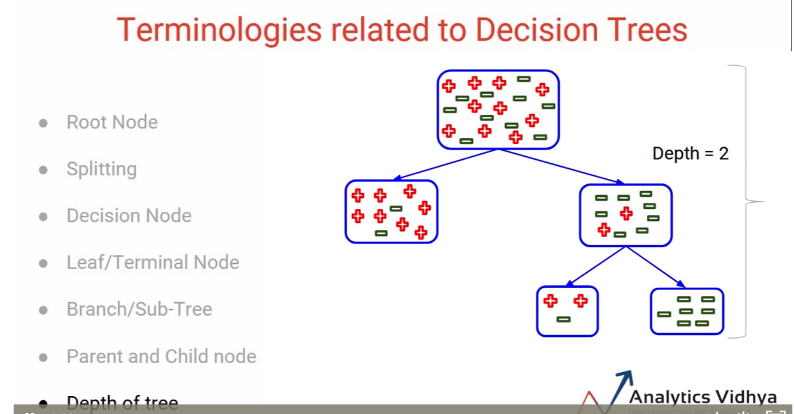 Terminologies related to Decision Trees
Root Node
Splitting
Decision Node
Leaf/Terminal Node
Branch/Sub-Tree
Parent and Child node
Depth of tree
Depth = 2
Analytics Vidhya